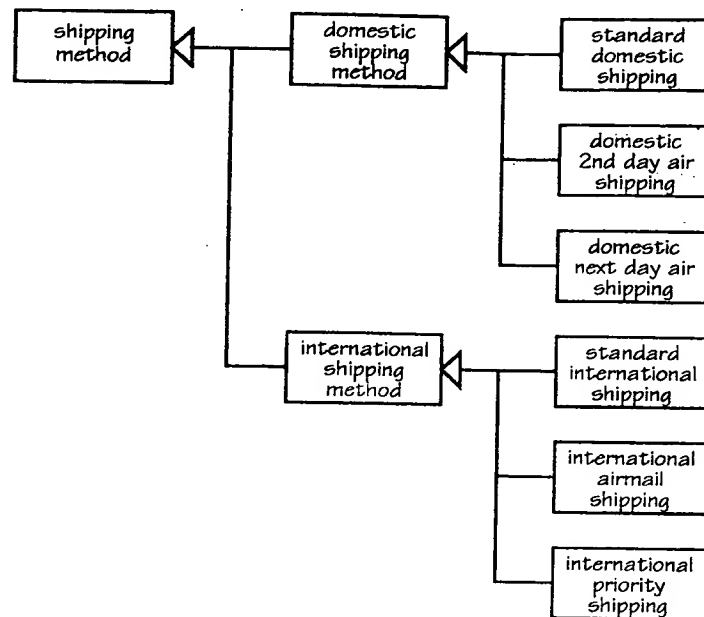 shipping
method
domestic
shipping
method
standard
domestic
shipping
domestic
2nd day air
shipping
domestic
next day air
shipping
international
shipping
method
standard
international
shipping
international
airmail
shipping
international
priority
shipping